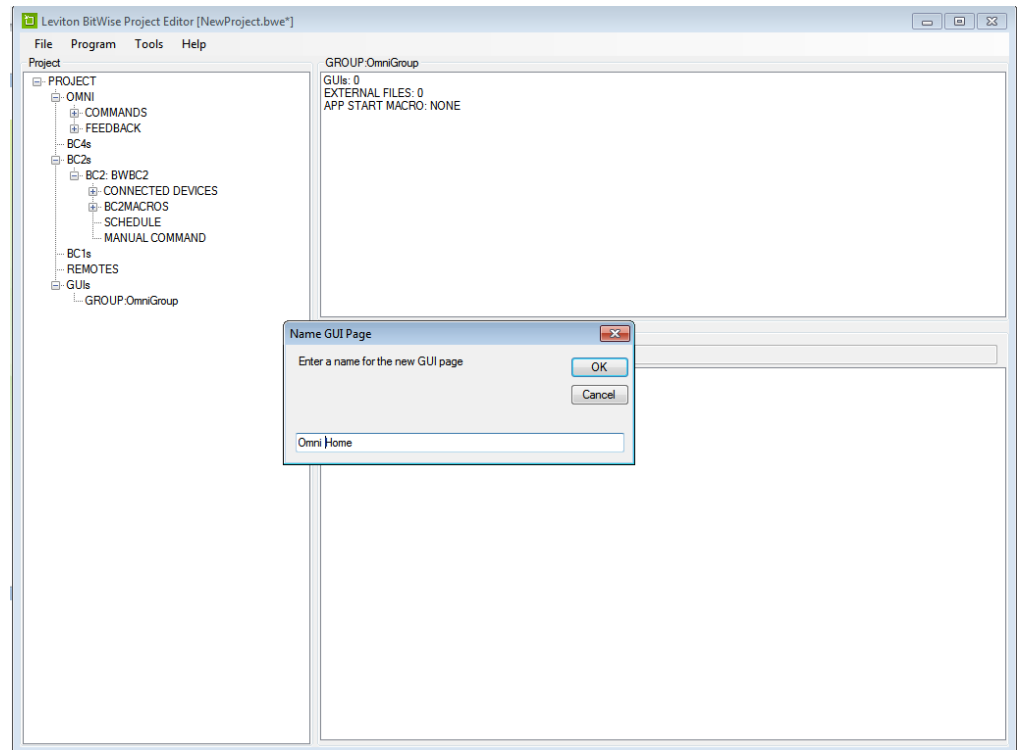 Leviton BitWise Project Editor [NewProject.bwe*]
File Program Tools Help
Project
PROJECT
OMNI
COMMANDS
FEEDBACK
BC4s
BC2s
BC2: BWBC2
CONNECTED DEVICES
BC2MACROS
SCHEDULE
MANUAL COMMAND
BC1s
REMOTES
GUIs
GROUP:OmniGroup
GROUP:OmniGroup
GUIs: 0
EXTERNAL FILES: 0
APP START MACRO: NONE
Name GUI Page
Enter a name for the new GUI page
OK
Cancel
Omni Home